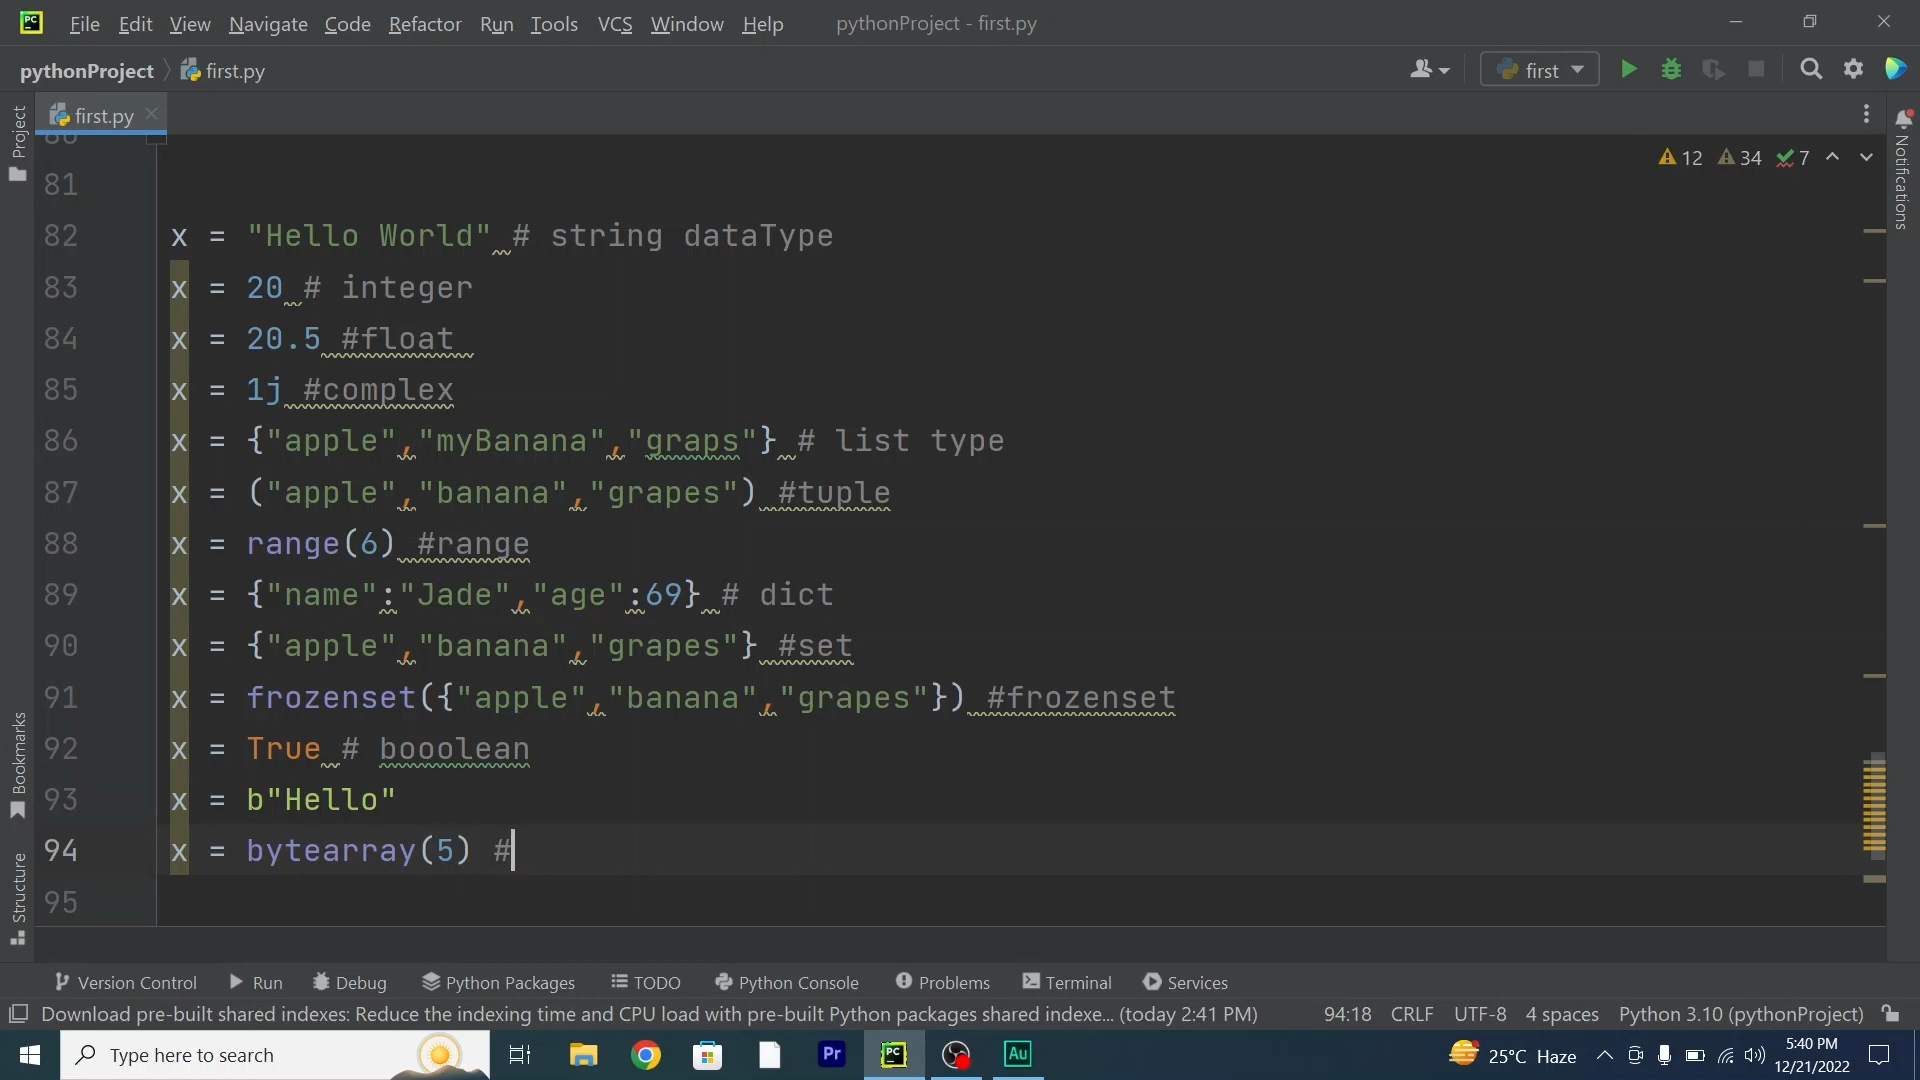 PC File Edit View Navigate Code Refactor Run Tools VCS Window Help pythonProject - first.py
pythonProject first.py first
Project first.py
12 34 7
Notifications
81
82 x = "Hello World" # string dataType
83 x = 20 # integer
84 x = 20.5 #float
85 x = 1j #complex
86 x = {"apple","myBanana","graps"} # list type
87 x = ("apple","banana","grapes") #tuple
88 x = range(6) #range
89 x = {"name":"Jade","age":69} # dict
90 x = {"apple","banana","grapes"} #set
91 x = frozenset({"apple","banana","grapes"}) #frozenset
92 x = True # booolean
93 x = b"Hello"
94 x = bytearray(5) #
95
Bookmarks
Structure
Version Control Run Debug Python Packages TODO Python Console Problems Terminal Services
Download pre-built shared indexes: Reduce the indexing time and CPU load with pre-built Python packages shared indexe... (today 2:41 PM) 94:18 CRLF UTF-8 4 spaces Python 3.10 (pythonProject)
Type here to search Pr PC Au 25°C Haze 5:40 PM
12/21/2022